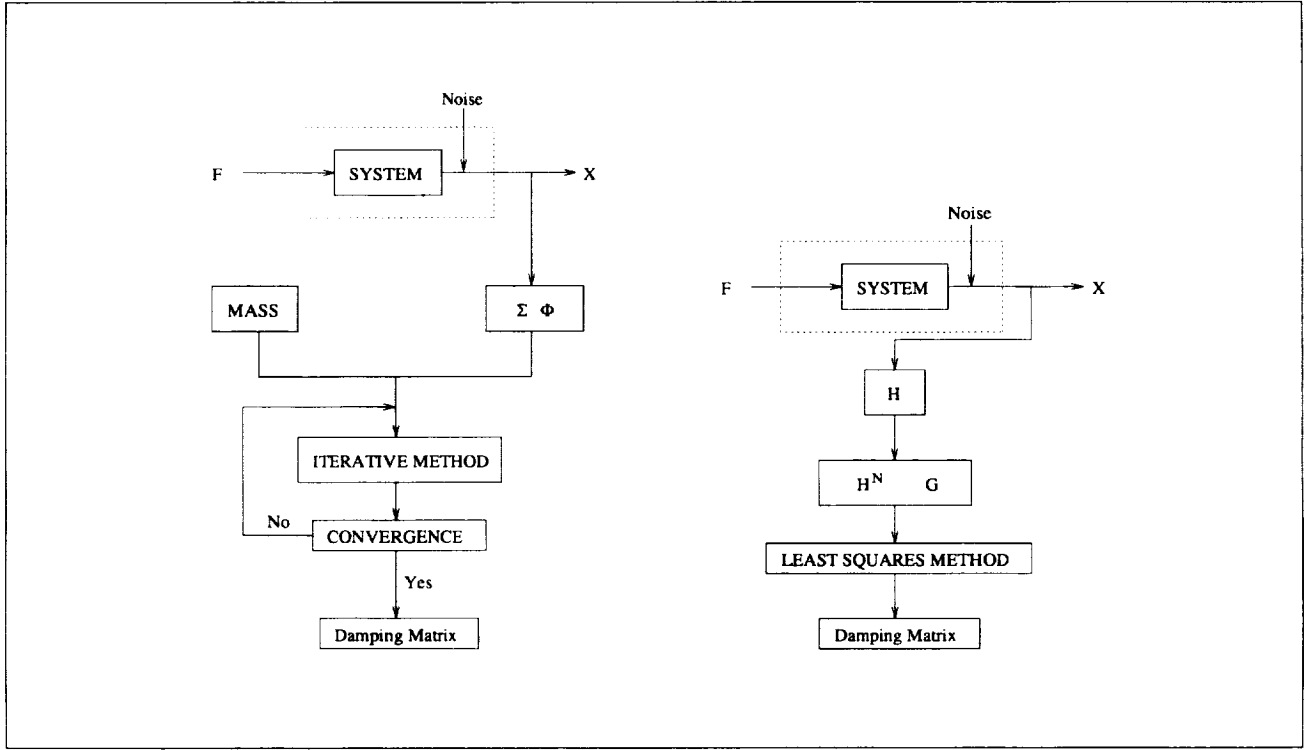 Noise
F
SYSTEM
X
MASS
Σ Φ
ITERATIVE METHOD
No
CONVERGENCE
Yes
Damping Matrix
Noise
F
SYSTEM
X
H
H^N G
LEAST SQUARES METHOD
Damping Matrix